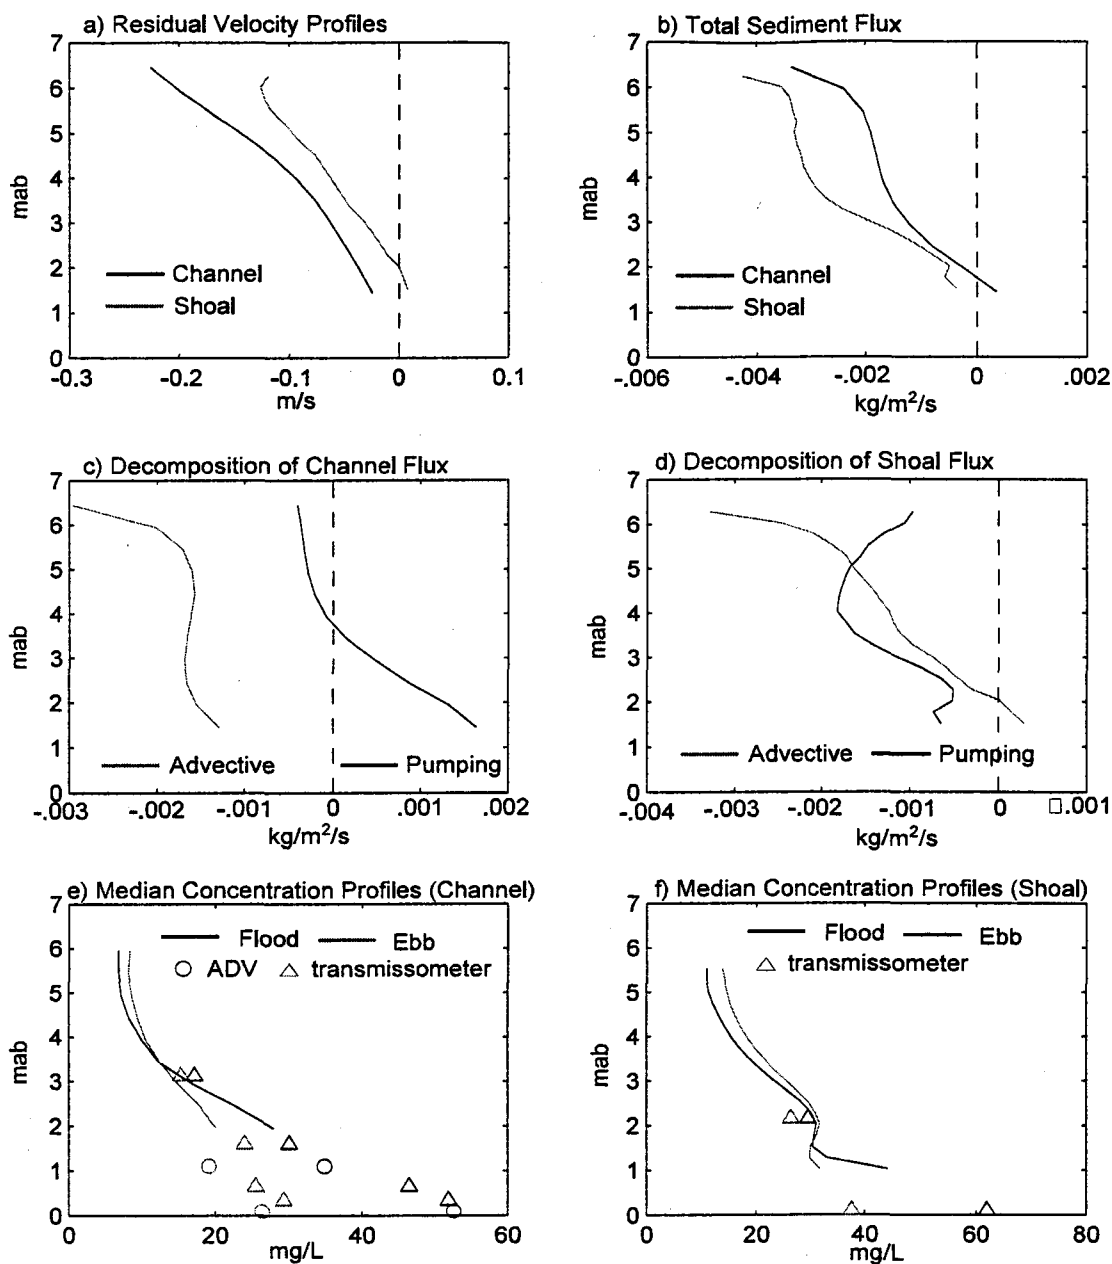 a) Residual Velocity Profiles
7
6
5
4
3
2
1
0
mab
Channel
Shoal
-0.3 -0.2 -0.1 0 0.1
m/s
b) Total Sediment Flux
7
6
5
4
3
2
1
0
mab
Channel
Shoal
-.006 -.004 -.002 0 .002
kg/m²/s
c) Decomposition of Channel Flux
7
6
5
4
3
2
1
0
mab
Advective Pumping
-.003 -.002 -.001 0 .001 .002
kg/m²/s
d) Decomposition of Shoal Flux
7
6
5
4
3
2
1
0
mab
Advective Pumping
-.004 -.003 -.002 -.001 0 □.001
kg/m²/s
e) Median Concentration Profiles (Channel)
7
6
5
4
3
2
1
0
mab
Flood Ebb
ADV transmissometer
0 20 40 60
mg/L
f) Median Concentration Profiles (Shoal)
7
6
5
4
3
2
1
0
mab
Flood Ebb
transmissometer
0 20 40 60 80
mg/L